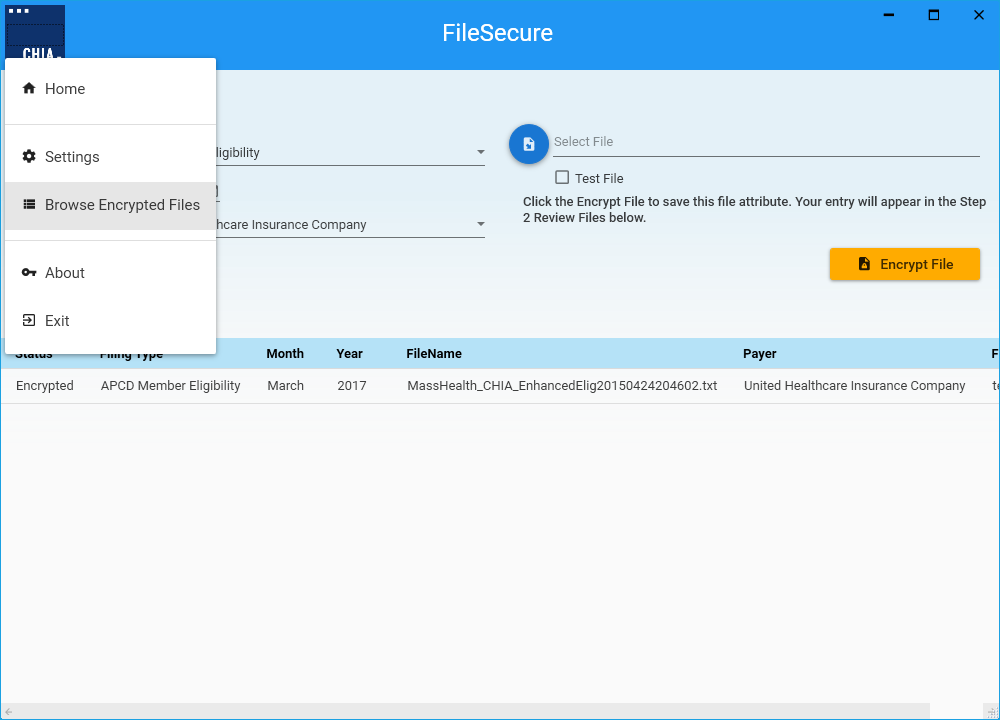 FileSecure
CHIA
Home
Settings
Browse Encrypted Files
About
Exit
ligibility
hcare Insurance Company
Select File
Test File
Click the Encrypt File to save this file attribute. Your entry will appear in the Step
2 Review Files below.
Encrypt File
Status Filing Type Month Year FileName Payer F
Encrypted APCD Member Eligibility March 2017 MassHealth_CHIA_EnhancedElig20150424204602.txt United Healthcare Insurance Company te